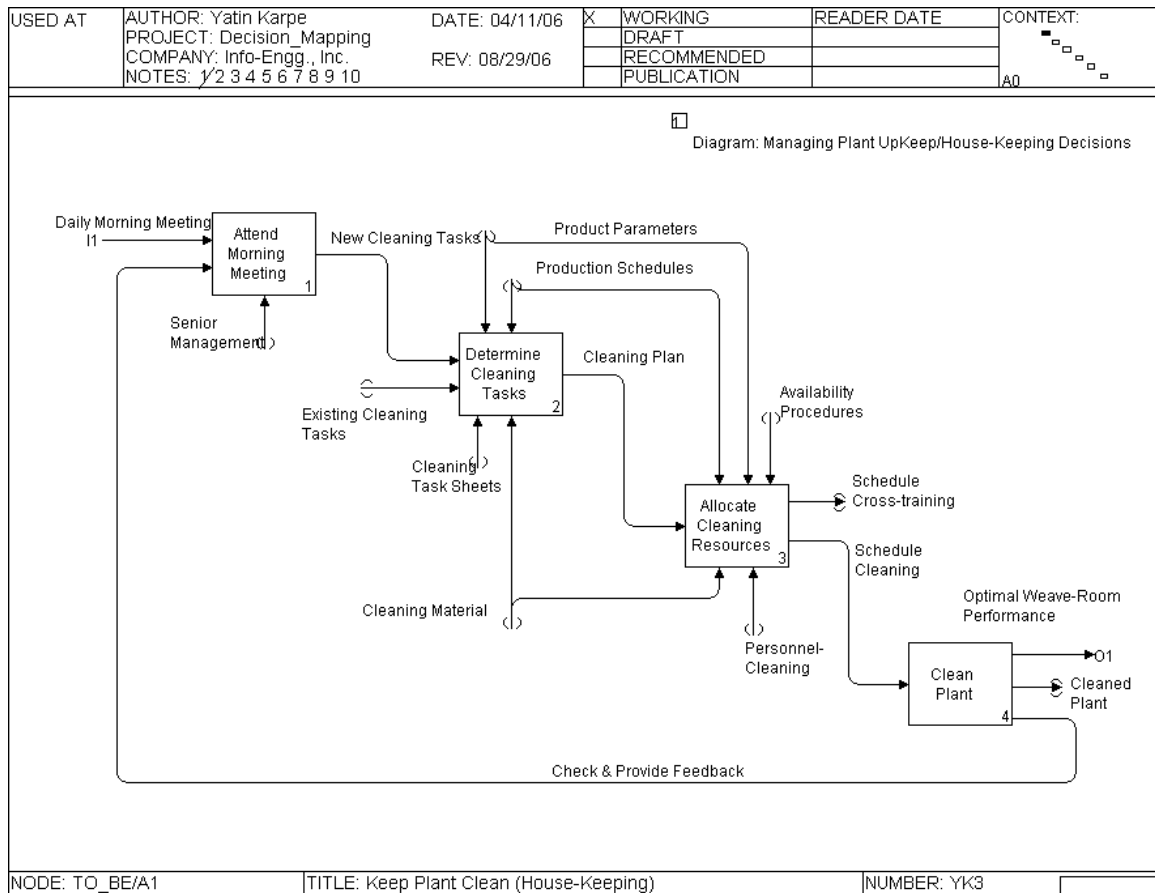 USED AT
AUTHOR: Yatin Karpe
DATE: 04/11/06
PROJECT: Decision_Mapping
COMPANY: Info-Engg., Inc.
REV: 08/29/06
NOTES: 1 2 3 4 5 6 7 8 9 10
X WORKING
DRAFT
RECOMMENDED
PUBLICATION
READER DATE
CONTEXT:
A0
1
Diagram: Managing Plant UpKeep/House-Keeping Decisions
Daily Morning Meeting
I1
Attend
Morning
Meeting
1
Senior
Management
New Cleaning Tasks
Product Parameters
Production Schedules
Determine
Cleaning
Tasks
2
Existing Cleaning
Tasks
Cleaning
Task Sheets
Cleaning Plan
Cleaning Material
Availability
Procedures
Allocate
Cleaning
Resources
3
Schedule
Cross-training
Schedule
Cleaning
Personnel-
Cleaning
Optimal Weave-Room
Performance
Clean
Plant
4
O1
Cleaned
Plant
Check & Provide Feedback
NODE: TO_BE/A1
TITLE: Keep Plant Clean (House-Keeping)
NUMBER: YK3